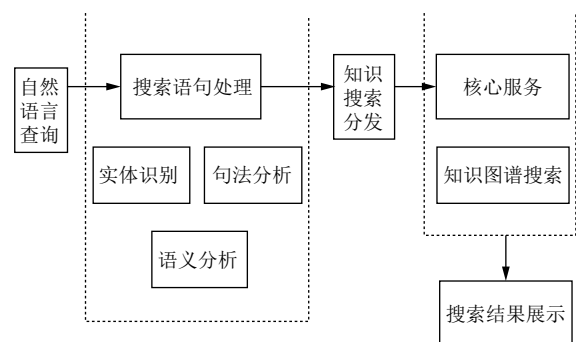 自然
语言
查询
搜索语句处理
实体识别
句法分析
语义分析
知识
搜索
分发
核心服务
知识图谱搜索
搜索结果展示